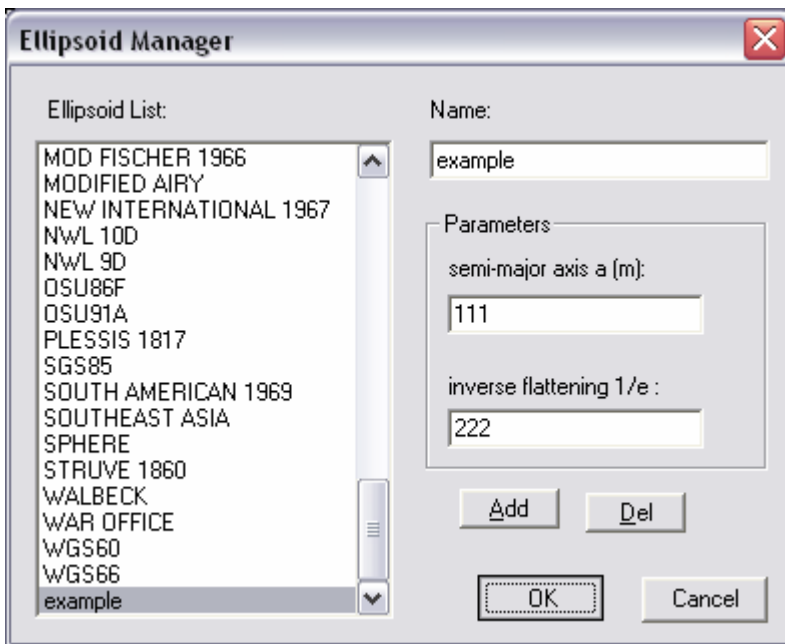 Ellipsoid Manager
Ellipsoid List:
MOD FISCHER 1966
MODIFIED AIRY
NEW INTERNATIONAL 1967
NWL 10D
NWL 9D
OSU86F
OSU91A
PLESSIS 1817
SGS85
SOUTH AMERICAN 1969
SOUTHEAST ASIA
SPHERE
STRUVE 1860
WALBECK
WAR OFFICE
WGS60
WGS66
example
Name:
example
Parameters
semi-major axis a (m):
111
inverse flattening 1/e :
222
Add
Del
OK
Cancel